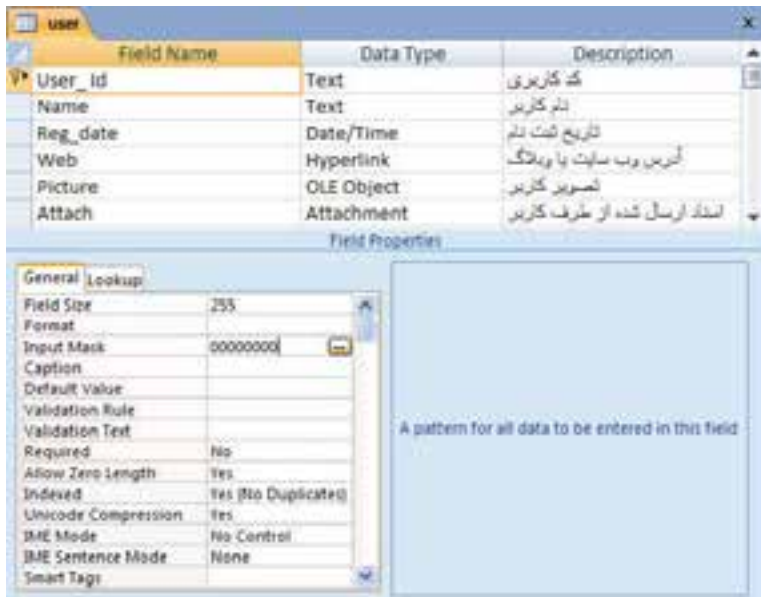 user
Field Name Data Type Description
User_Id Text کد کاربری
Name Text نام کاربر
Reg_date Date/Time تاریخ ثبت نام
Web Hyperlink آدرس وب سایت یا وبلاگ
Picture OLE Object تصویر کاربر
Attach Attachment اسناد ارسال شده از طرف کاربر
Field Properties
General Lookup
Field Size 255
Format
Input Mask 00000000
Caption
Default Value
Validation Rule
Validation Text
Required No
Allow Zero Length Yes
Indexed Yes (No Duplicates)
Unicode Compression Yes
IME Mode No Control
IME Sentence Mode None
Smart Tags
A pattern for all data to be entered in this field